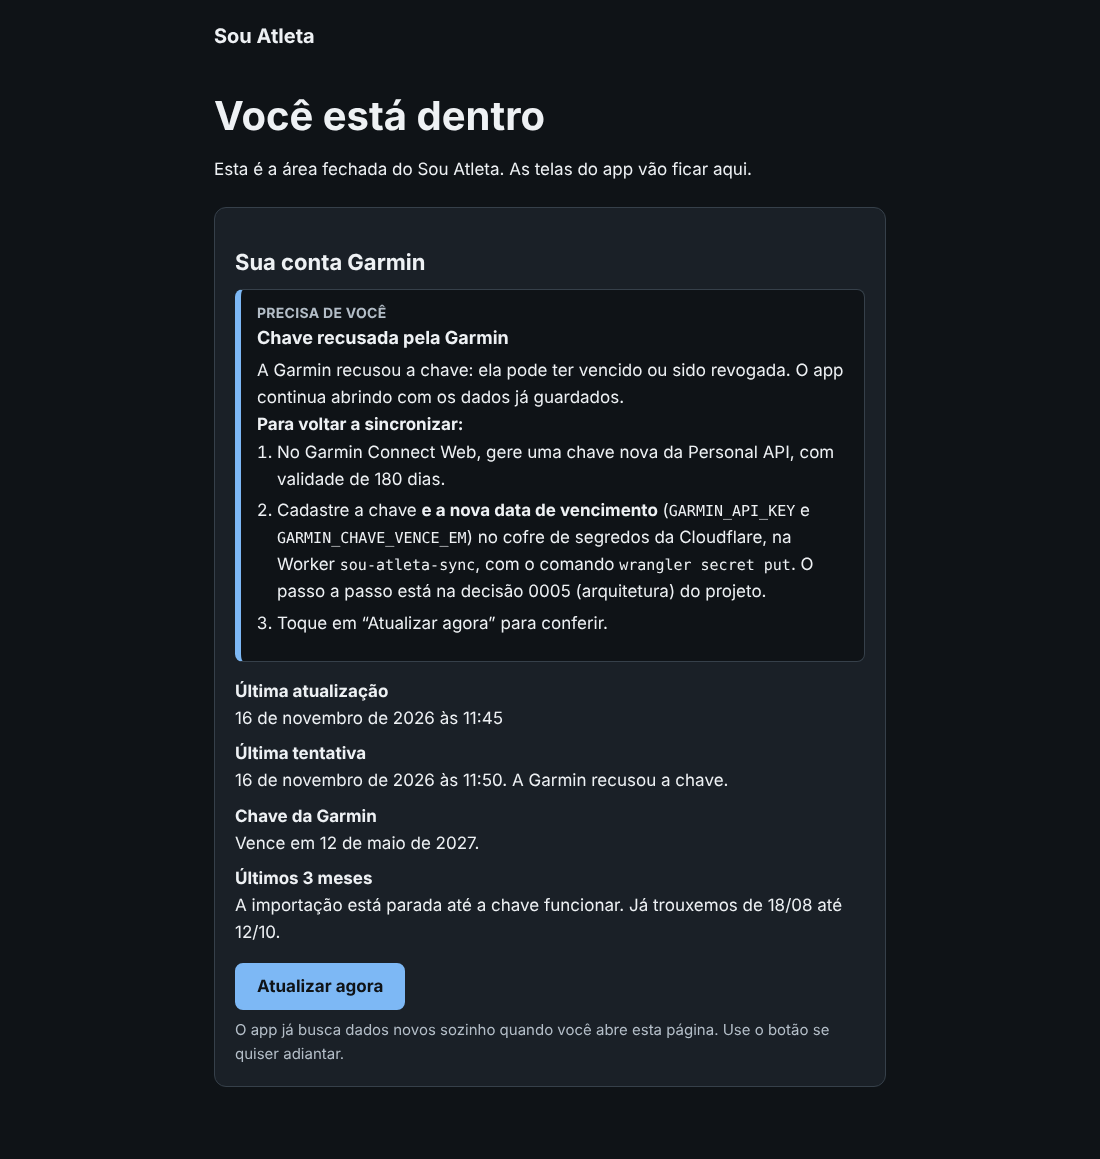 Sou Atleta
Você está dentro
Esta é a área fechada do Sou Atleta. As telas do app vão ficar aqui.
Sua conta Garmin
PRECISA DE VOCÊ
Chave recusada pela Garmin
A Garmin recusou a chave: ela pode ter vencido ou sido revogada. O app
continua abrindo com os dados já guardados.
Para voltar a sincronizar:
1. No Garmin Connect Web, gere uma chave nova da Personal API, com
validade de 180 dias.
2. Cadastre a chave e a nova data de vencimento (GARMIN_API_KEY e
GARMIN_CHAVE_VENCE_EM) no cofre de segredos da Cloudflare, na
Worker sou-atleta-sync, com o comando wrangler secret put. O
passo a passo está na decisão 0005 (arquitetura) do projeto.
3. Toque em “Atualizar agora” para conferir.
Última atualização
16 de novembro de 2026 às 11:45
Última tentativa
16 de novembro de 2026 às 11:50. A Garmin recusou a chave.
Chave da Garmin
Vence em 12 de maio de 2027.
Últimos 3 meses
A importação está parada até a chave funcionar. Já trouxemos de 18/08 até
12/10.
Atualizar agora
O app já busca dados novos sozinho quando você abre esta página. Use o botão se
quiser adiantar.